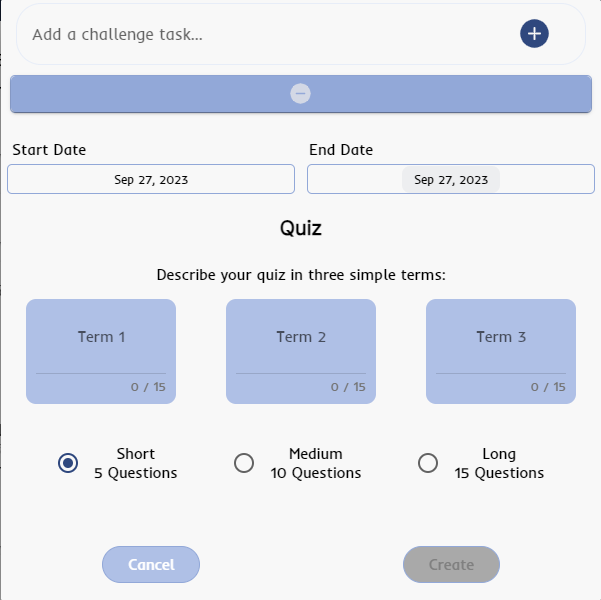 Add a challenge task...
Start Date
End Date
Sep 27, 2023
Sep 27, 2023
Quiz
Describe your quiz in three simple terms:
Term 1
Term 2
Term 3
0 / 15
0 / 15
0 / 15
Short
5 Questions
Medium
10 Questions
Long
15 Questions
Cancel
Create